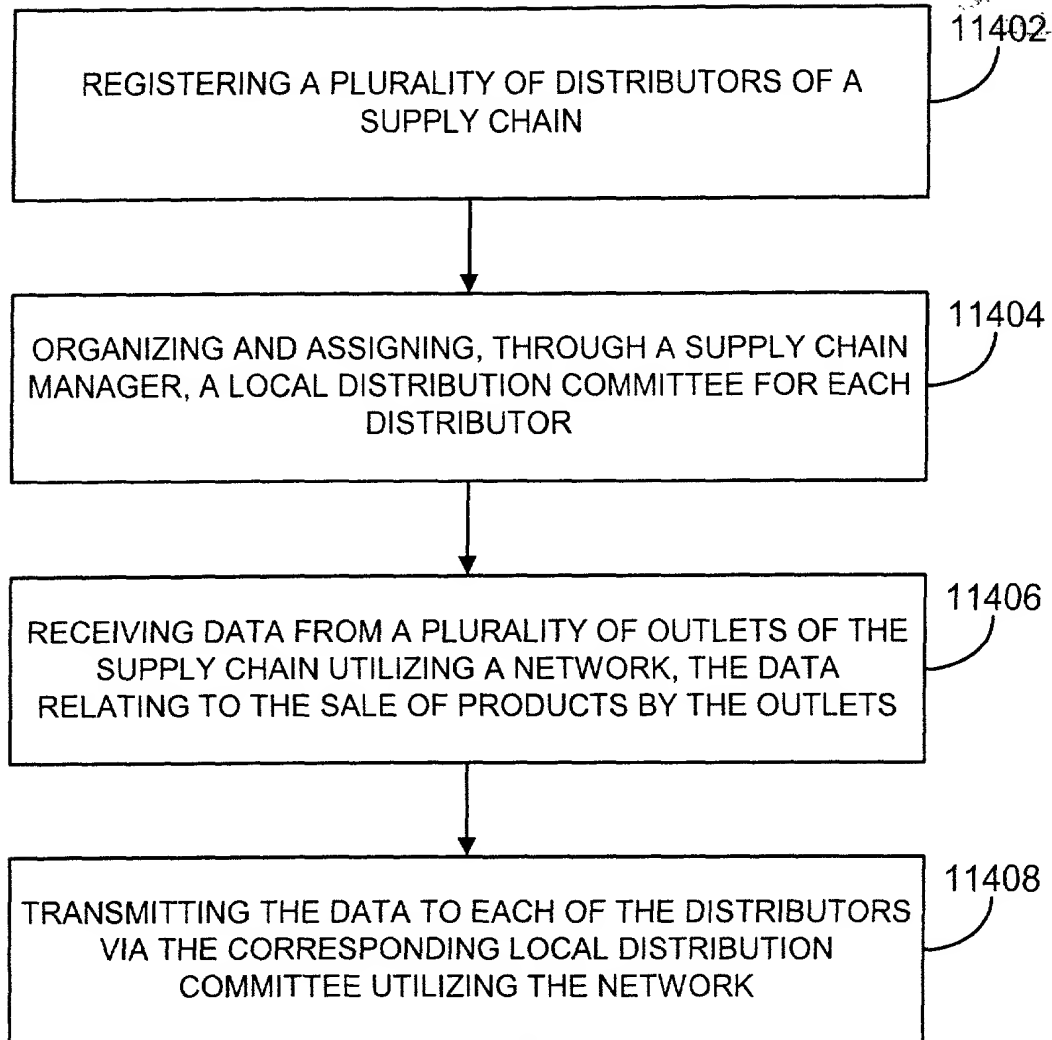 11402
REGISTERING A PLURALITY OF DISTRIBUTORS OF A
SUPPLY CHAIN
11404
ORGANIZING AND ASSIGNING, THROUGH A SUPPLY CHAIN
MANAGER, A LOCAL DISTRIBUTION COMMITTEE FOR EACH
DISTRIBUTOR
11406
RECEIVING DATA FROM A PLURALITY OF OUTLETS OF THE
SUPPLY CHAIN UTILIZING A NETWORK, THE DATA
RELATING TO THE SALE OF PRODUCTS BY THE OUTLETS
11408
TRANSMITTING THE DATA TO EACH OF THE DISTRIBUTORS
VIA THE CORRESPONDING LOCAL DISTRIBUTION
COMMITTEE UTILIZING THE NETWORK